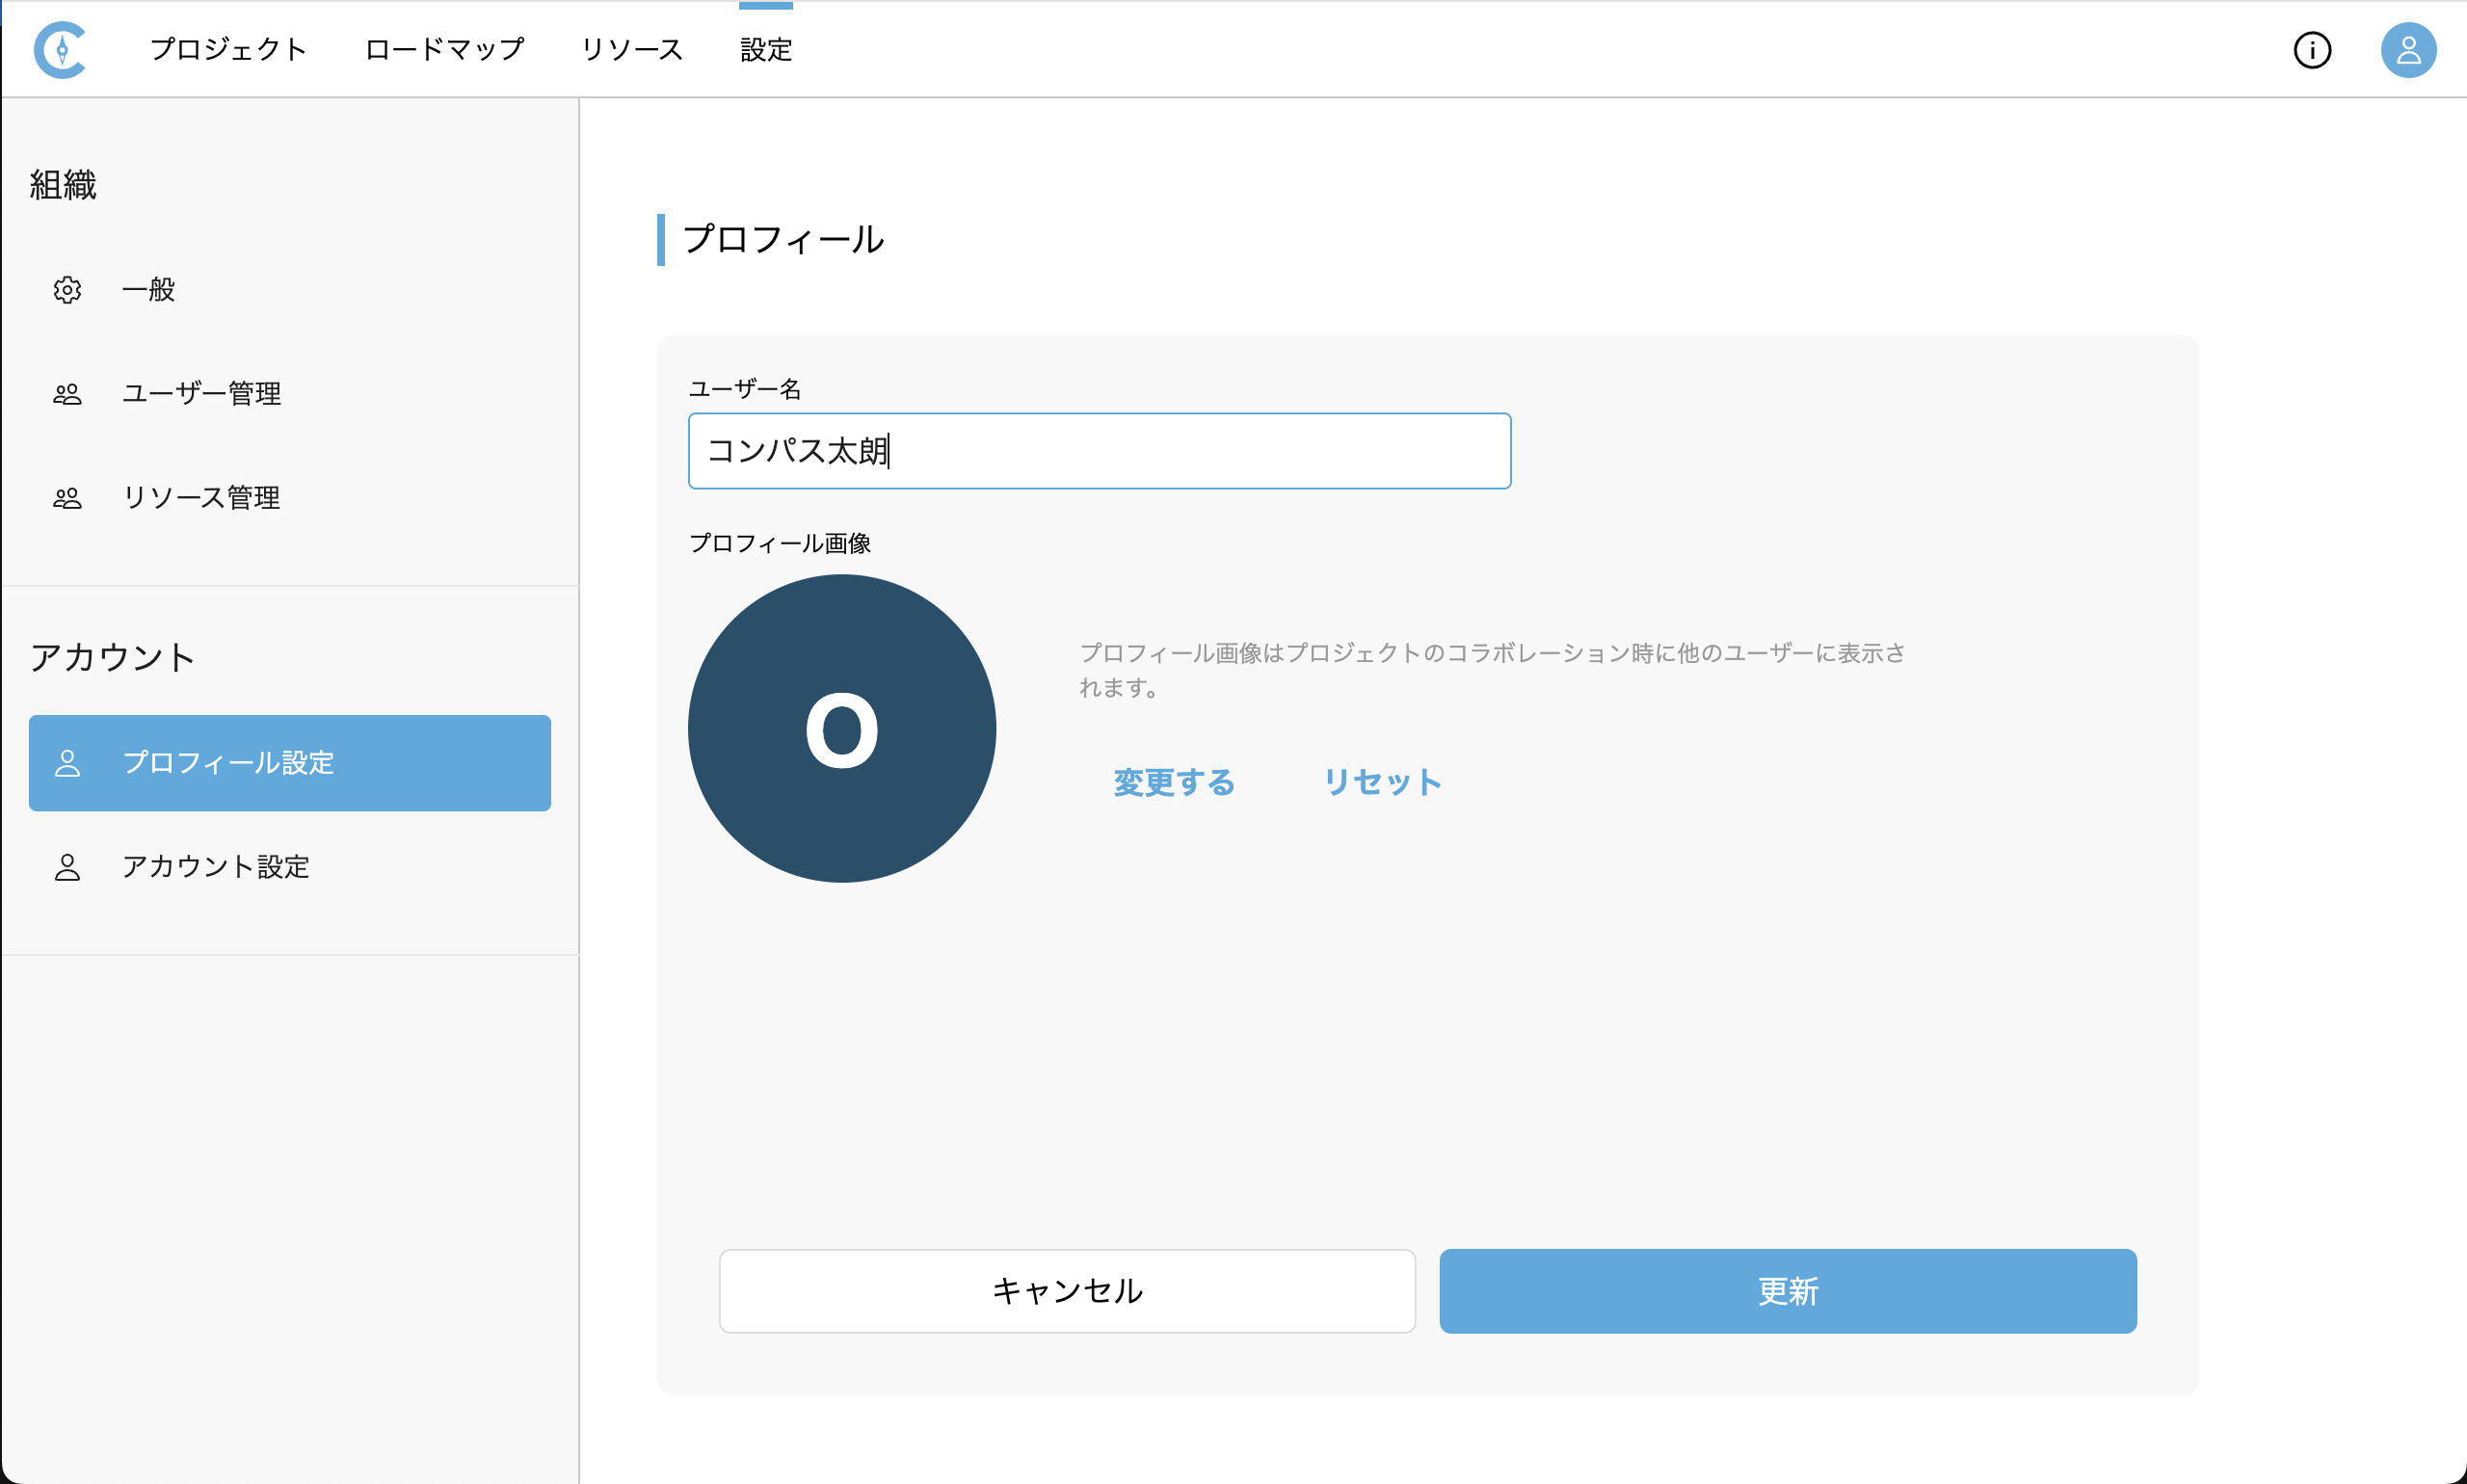 プロジェクト ロードマップ リソース 設定
組織
一般
ユーザー管理
リソース管理
アカウント
プロフィール設定
アカウント設定
プロフィール
ユーザー名
コンパス太朗
プロフィール画像
O
プロフィール画像はプロジェクトのコラボレーション時に他のユーザーに表示さ
れます。
変更する リセット
キャンセル 更新